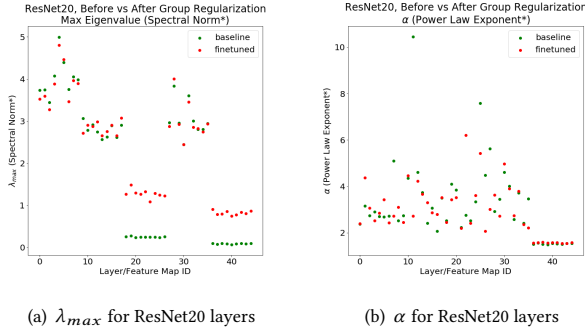 ResNet20, Before vs After Group Regularization
Max Eigenvalue (Spectral Norm*)
baseline
finetuned
λmax (Spectral Norm*)
5
4
3
2
1
0
0 10 20 30 40
Layer/Feature Map ID
(a) λmax for ResNet20 layers
ResNet20, Before vs After Group Regularization
α (Power Law Exponent*)
baseline
finetuned
α (Power Law Exponent*)
10
8
6
4
2
0 10 20 30 40
Layer/Feature Map ID
(b) α for ResNet20 layers